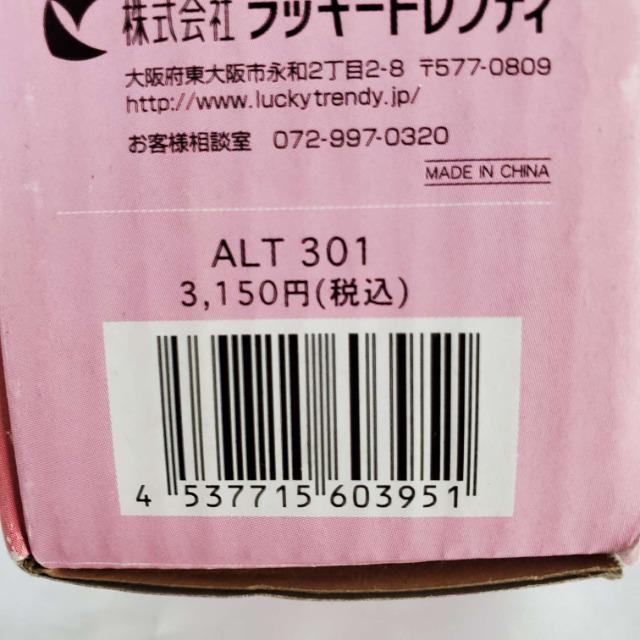 株式会社 ラッキートレンディ
大阪府東大阪市永和2丁目2-8 〒577-0809
http://www.luckytrendy.jp/
お客様相談室 072-997-0320
MADE IN CHINA
ALT 301
3,150円(税込)
4 537715 603951